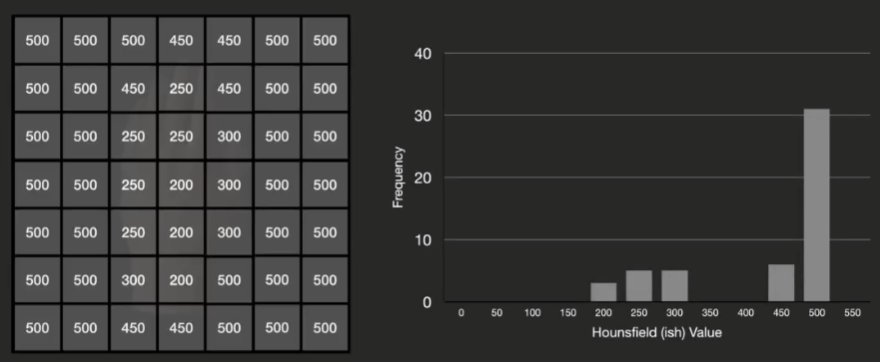 500 500 500 450 450 500 500
500 500 450 250 450 500 500
500 500 250 250 300 500 500
500 500 250 200 300 500 500
500 500 250 200 300 500 500
500 500 300 200 500 500 500
500 500 450 450 500 500 500
40
30
20
10
0
Frequency
0 50 100 150 200 250 300 350 400 450 500 550
Hounsfield (ish) Value